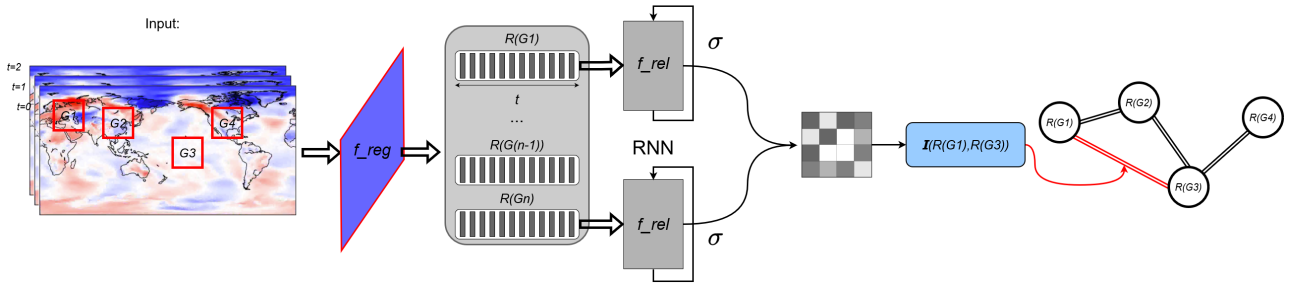 Input:
t=2
t=1
t=0
G1
G2
G4
G3
f_reg
R(G1)
t
...
R(G(n-1))
R(Gn)
f_rel
σ
RNN
f_rel
σ
I(R(G1),R(G3))
R(G1)
R(G2)
R(G4)
R(G3)